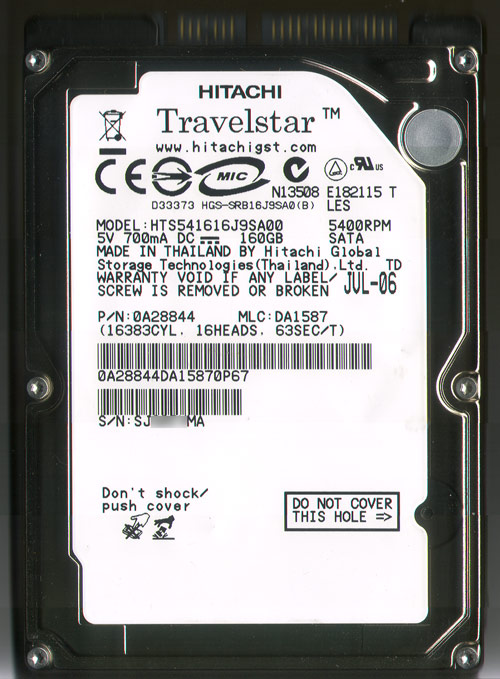 HITACHI
Travelstar™
www.hitachigst.com
CE MIC c UR US
N13508 E182115 T
D33373 HGS-SRB16J9SA0(B) LES
MODEL:HTS541616J9SA00 5400RPM
5V 700mA DC 160GB SATA
MADE IN THAILAND BY Hitachi Global
Storage Technologies(Thailand).Ltd. TD
WARRANTY VOID IF ANY LABEL/
SCREW IS REMOVED OR BROKEN JUL-06
P/N:0A28844 MLC:DA1587
(16383CYL. 16HEADS. 63SEC/T)
0A28844DA15870P67
S/N:SJ MA
Don't shock/
push cover
DO NOT COVER
THIS HOLE =>